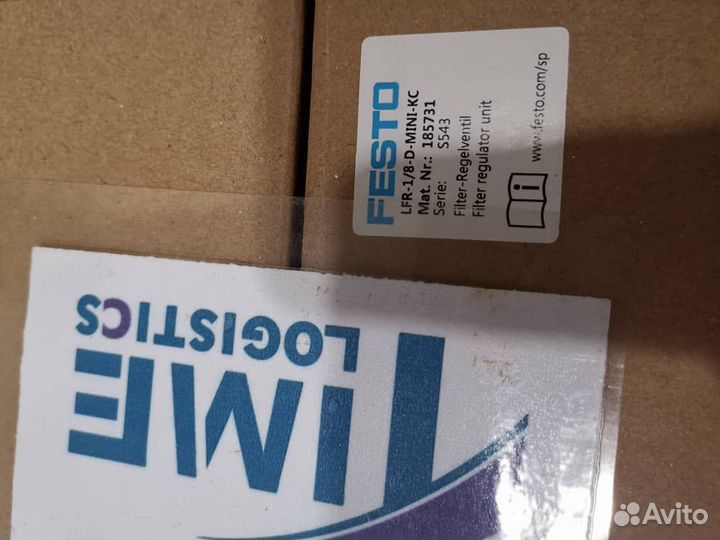 FESTO
LFR-1/8-D-MINI-KC
Mat. Nr.: 185731
Serie: S543
Filter-Regelventil
Filter regulator unit
www.festo.com/sp
TIME
LOGISTICS
Avito